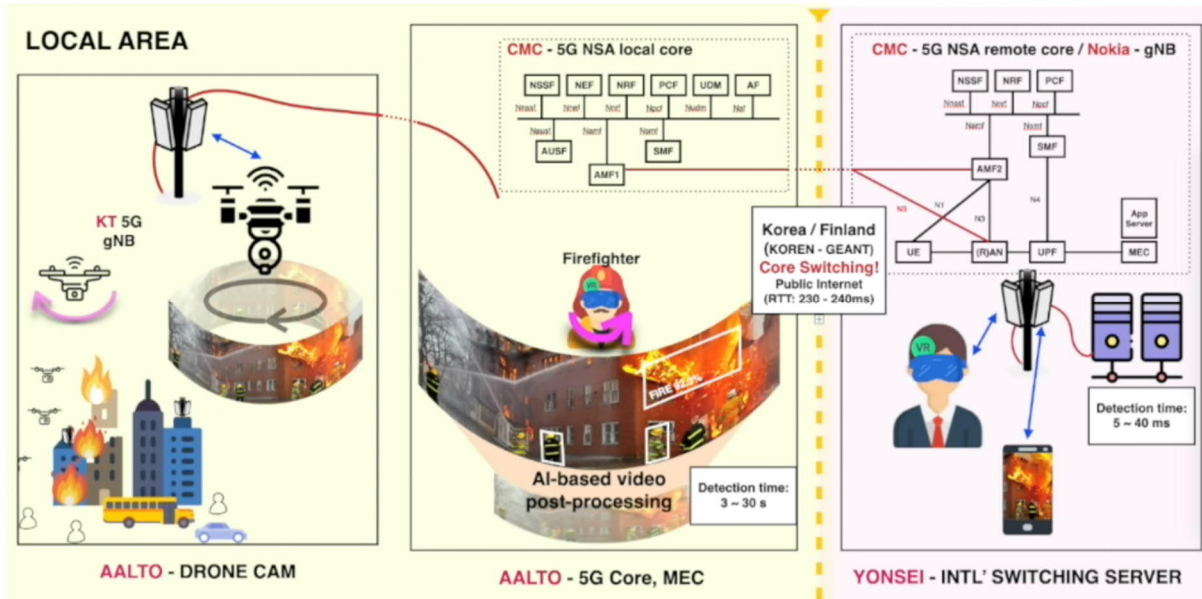 LOCAL AREA
KT 5G
gNB
AALTO - DRONE CAM
CMC - 5G NSA local core
NSSF NEF NRF PCF UDM AF
Nnssf Nnef Nnrf Npcf Nudm Naf
Nausf Namf Nsmf
AUSF SMF
AMF1
Firefighter
VR
FIRE 92.3%
AI-based video
post-processing
Detection time:
3 ~ 30 s
AALTO - 5G Core, MEC
Korea / Finland
(KOREN - GEANT)
Core Switching!
Public Internet
(RTT: 230 - 240ms)
CMC - 5G NSA remote core / Nokia - gNB
NSSF NRF PCF
Nnssf Nnrf Npcf
Namf Nsmf
SMF
AMF2
N1 N3 N4
App
Server
UE (R)AN UPF MEC
VR
Detection time:
5 ~ 40 ms
YONSEI - INTL' SWITCHING SERVER